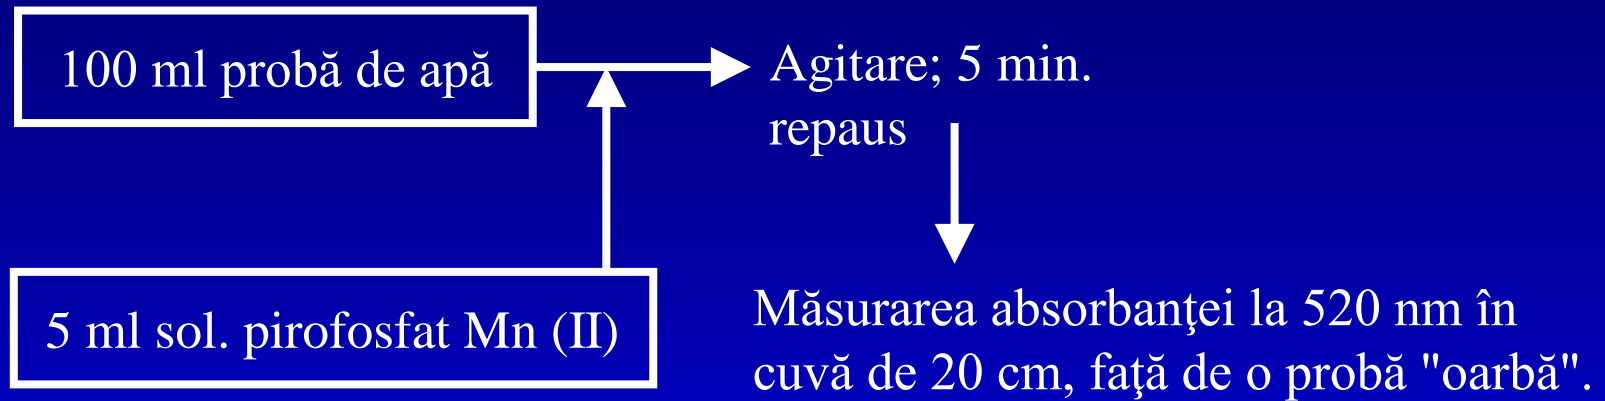 100 ml probă de apă
Agitare; 5 min.
repaus
5 ml sol. pirofosfat Mn (II)
Măsurarea absorbanţei la 520 nm în
cuvă de 20 cm, faţă de o probă "oarbă".